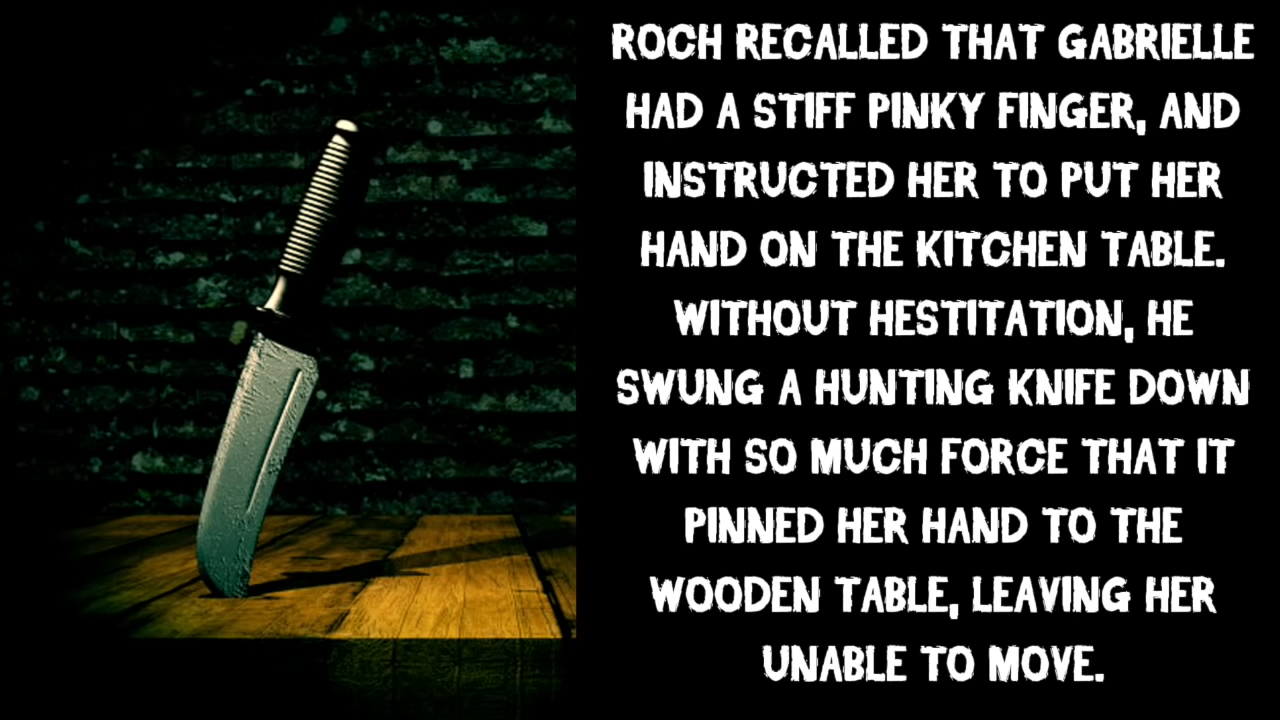 ROCH RECALLED THAT GABRIELLE
HAD A STIFF PINKY FINGER, AND
INSTRUCTED HER TO PUT HER
HAND ON THE KITCHEN TABLE.
WITHOUT HESTITATION, HE
SWUNG A HUNTING KNIFE DOWN
WITH SO MUCH FORCE THAT IT
PINNED HER HAND TO THE
WOODEN TABLE, LEAVING HER
UNABLE TO MOVE.